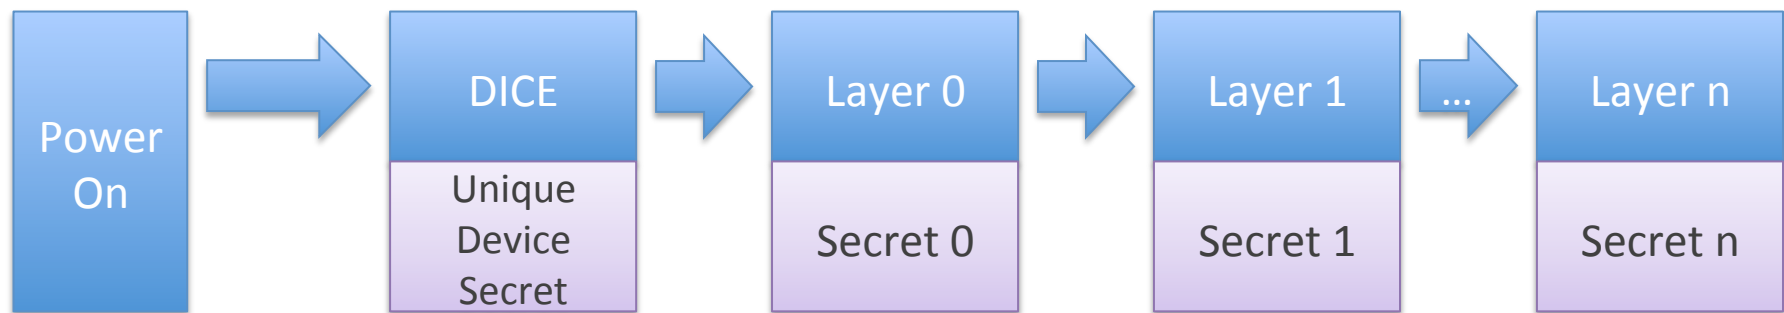 Power
On
DICE
Unique
Device
Secret
Layer 0
Secret 0
Layer 1
Secret 1
...
Layer n
Secret n